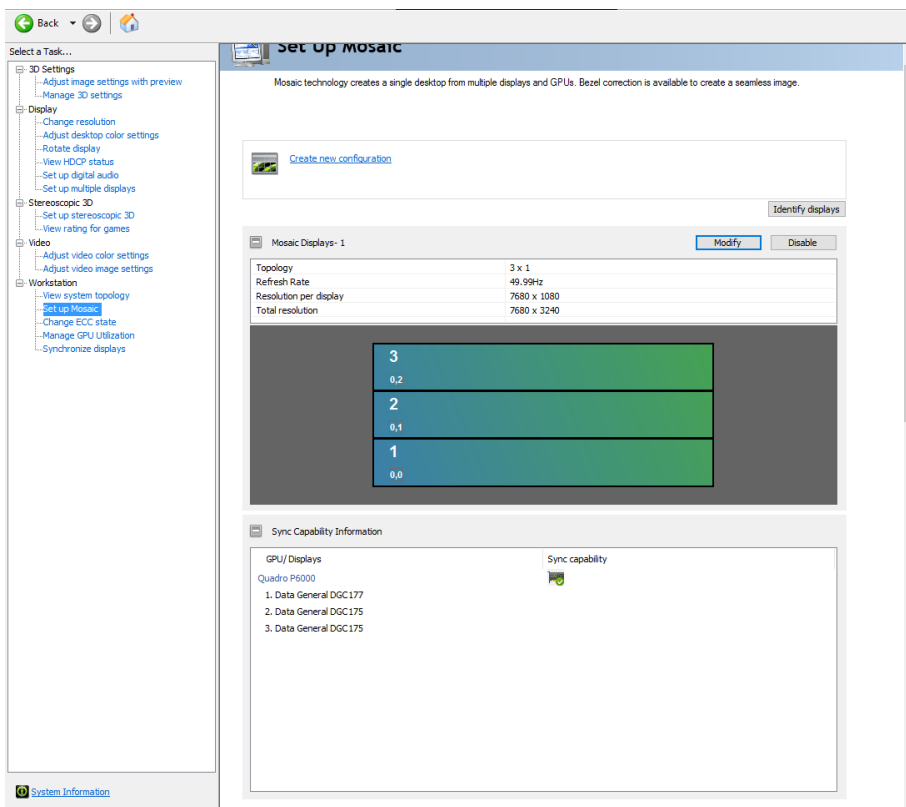 Back
Select a Task...
3D Settings
Adjust image settings with preview
Manage 3D settings
Display
Change resolution
Adjust desktop color settings
Rotate display
View HDCP status
Set up digital audio
Set up multiple displays
Stereoscopic 3D
Set up stereoscopic 3D
View rating for games
Video
Adjust video color settings
Adjust video image settings
Workstation
View system topology
Set up Mosaic
Change ECC state
Manage GPU Utilization
Synchronize displays
System Information
Set Up Mosaic
Mosaic technology creates a single desktop from multiple displays and GPUs. Bezel correction is available to create a seamless image.
Create new configuration
Identify displays
Mosaic Displays- 1 Modify Disable
Topology 3 x 1
Refresh Rate 49.99Hz
Resolution per display 7680 x 1080
Total resolution 7680 x 3240
3
0,2
2
0,1
1
0,0
Sync Capability Information
GPU/Displays Sync capability
Quadro P6000
1. Data General DGC177
2. Data General DGC175
3. Data General DGC175